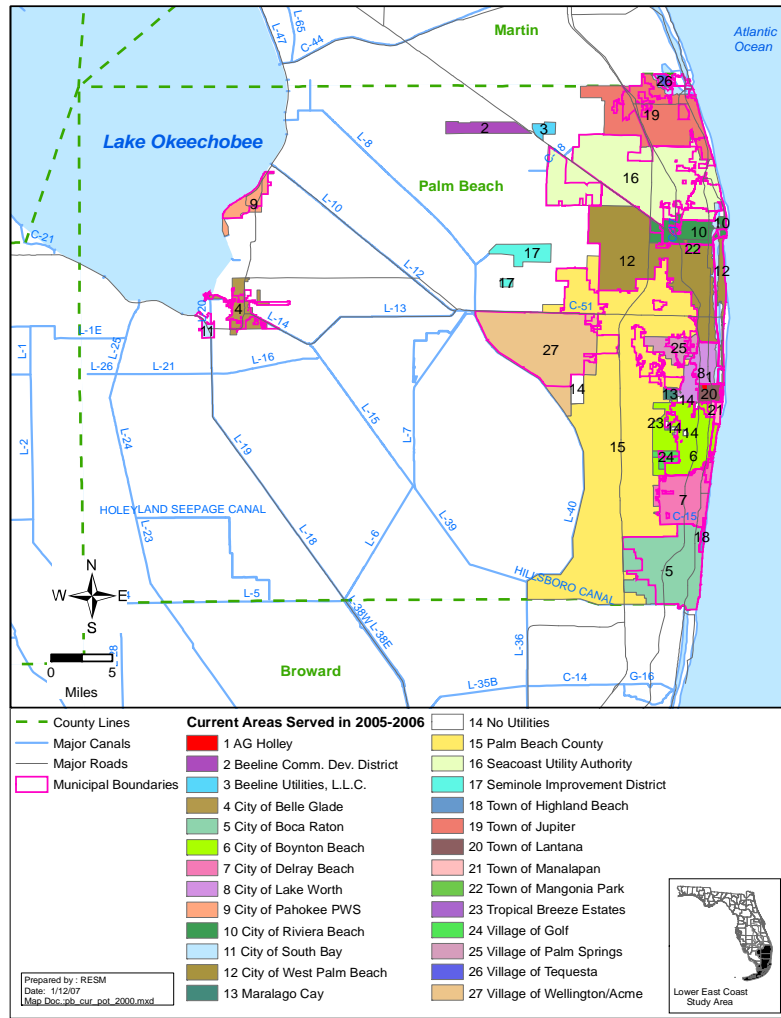 Atlantic
Ocean
Martin
L-47
L-65
C-44
26
19
Lake Okeechobee
2
3
C-18
L-8
16
Palm Beach
9
L-10
10
10
C-21
22
17
12
12
17
L-12
L-20
4
L-13
C-51
L-14
11
L-1
L-1E
L-25
27
25
L-16
8
1
L-26
L-21
14
13
20
14
21
L-15
23
14
14
L-2
L-24
L-7
15
6
L-19
24
7
HOLEYLAND SEEPAGE CANAL
L-39
L-40
C-15
L-23
L-18
L-6
18
5
HILLSBORO CANAL
N
W E
S
L-5
L-38W
L-38E
L-36
0 5
Miles
Broward
L-35B
C-14
G-16
County Lines
Major Canals
Major Roads
Municipal Boundaries
Current Areas Served in 2005-2006
1 AG Holley
2 Beeline Comm. Dev. District
3 Beeline Utilities, L.L.C.
4 City of Belle Glade
5 City of Boca Raton
6 City of Boynton Beach
7 City of Delray Beach
8 City of Lake Worth
9 City of Pahokee PWS
10 City of Riviera Beach
11 City of South Bay
12 City of West Palm Beach
13 Maralago Cay
14 No Utilities
15 Palm Beach County
16 Seacoast Utility Authority
17 Seminole Improvement District
18 Town of Highland Beach
19 Town of Jupiter
20 Town of Lantana
21 Town of Manalapan
22 Town of Mangonia Park
23 Tropical Breeze Estates
24 Village of Golf
25 Village of Palm Springs
26 Village of Tequesta
27 Village of Wellington/Acme
Prepared by : RESM
Date: 1/12/07
Map Doc.:pb_cur_pot_2000.mxd
Lower East Coast
Study Area